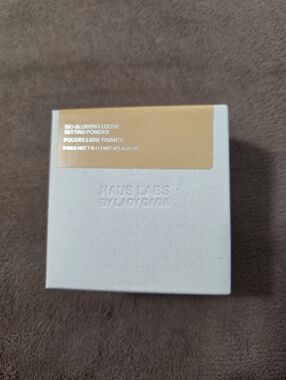 BIO-BLURRING LOOSE
SETTING POWDER
POUDRE LIBRE FIXANTE
HAUS LABS
BY LADY GAGA